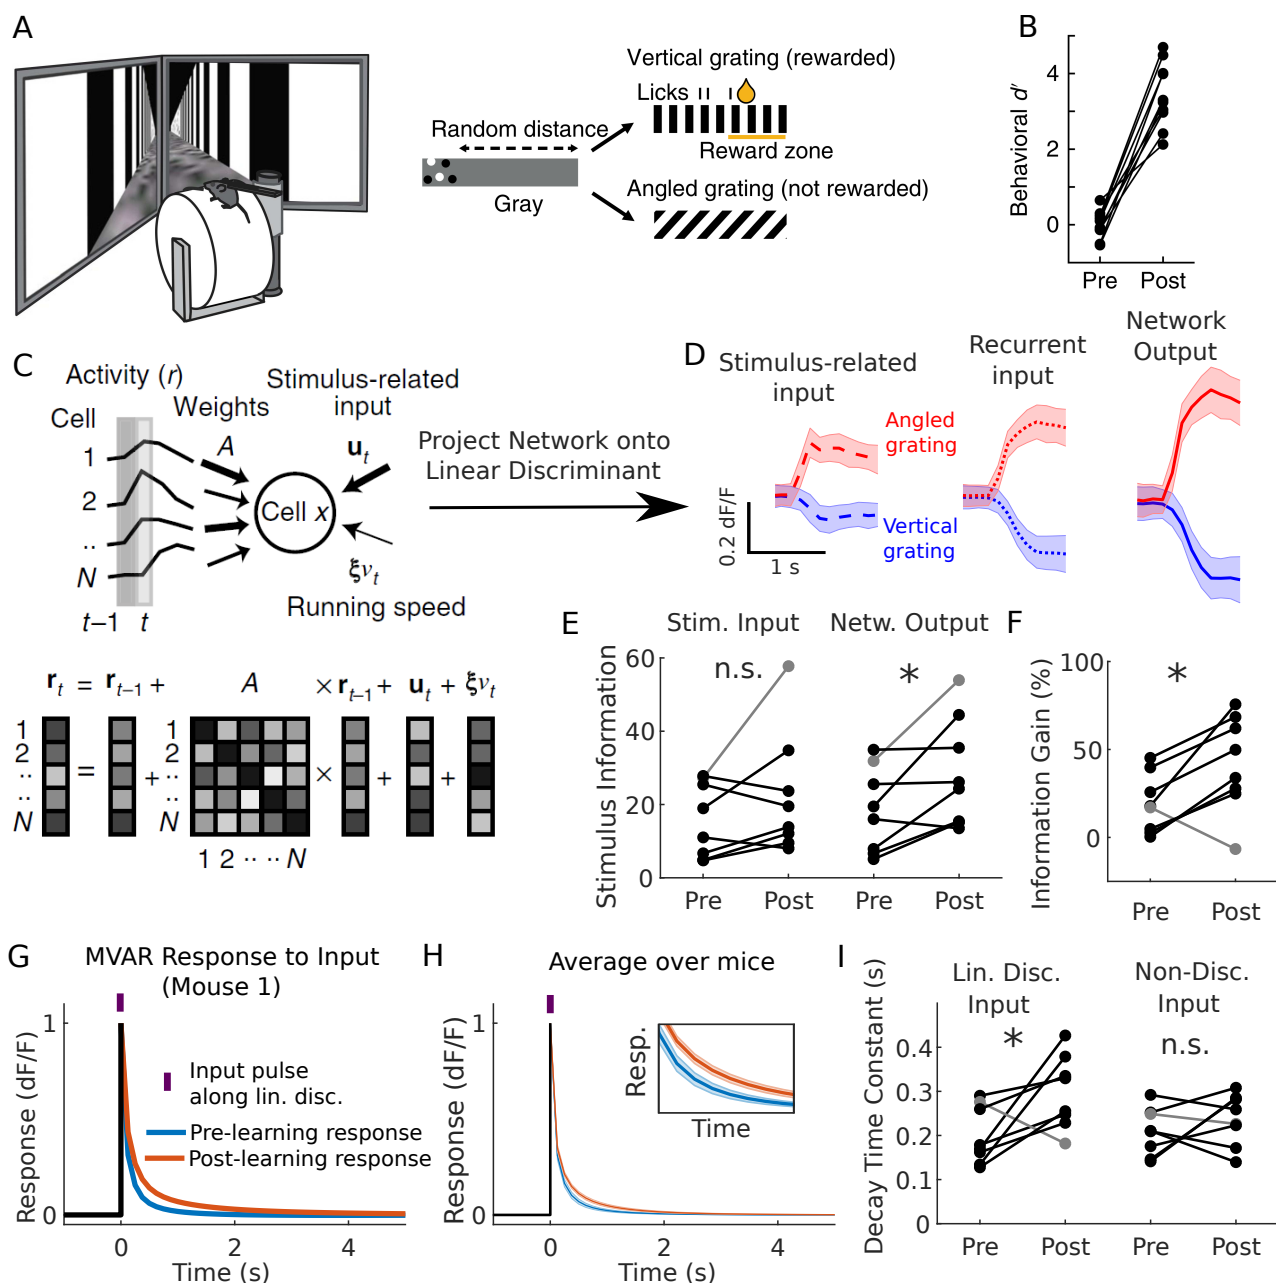 A
Vertical grating (rewarded)
Licks
Random distance
Reward zone
Angled grating (not rewarded)
Gray
B
Behavioral d′
4
2
0
Pre Post
C
Activity (r)
Cell
Weights
A
Stimulus-related
input
u_t
1
2
..
N
Cell x
ξv_t
Running speed
t–1 t
Project Network onto
Linear Discriminant
r_t = r_t–1 + A × r_t–1 + u_t + ξv_t
1
2
..
..
N
=
+
1
2
..
..
N
×
+
+
1 2 .. .. N
D
Stimulus-related
input
Recurrent
input
Network
Output
Angled
grating
Vertical
grating
0.2 dF/F
1 s
E
Stim. Input Netw. Output
n.s. *
Stimulus Information
60
40
20
0
Pre Post Pre Post
F
Information Gain (%)
100
50
0
*
Pre Post
G
MVAR Response to Input
(Mouse 1)
Response (dF/F)
1
0
Input pulse
along lin. disc.
Pre-learning response
Post-learning response
0 2 4
Time (s)
H
Average over mice
Response (dF/F)
1
0
Resp.
Time
0 2 4
Time (s)
I
Lin. Disc.
Input
Non-Disc.
Input
* n.s.
Decay Time Constant (s)
0.4
0.3
0.2
0.1
0
Pre Post Pre Post